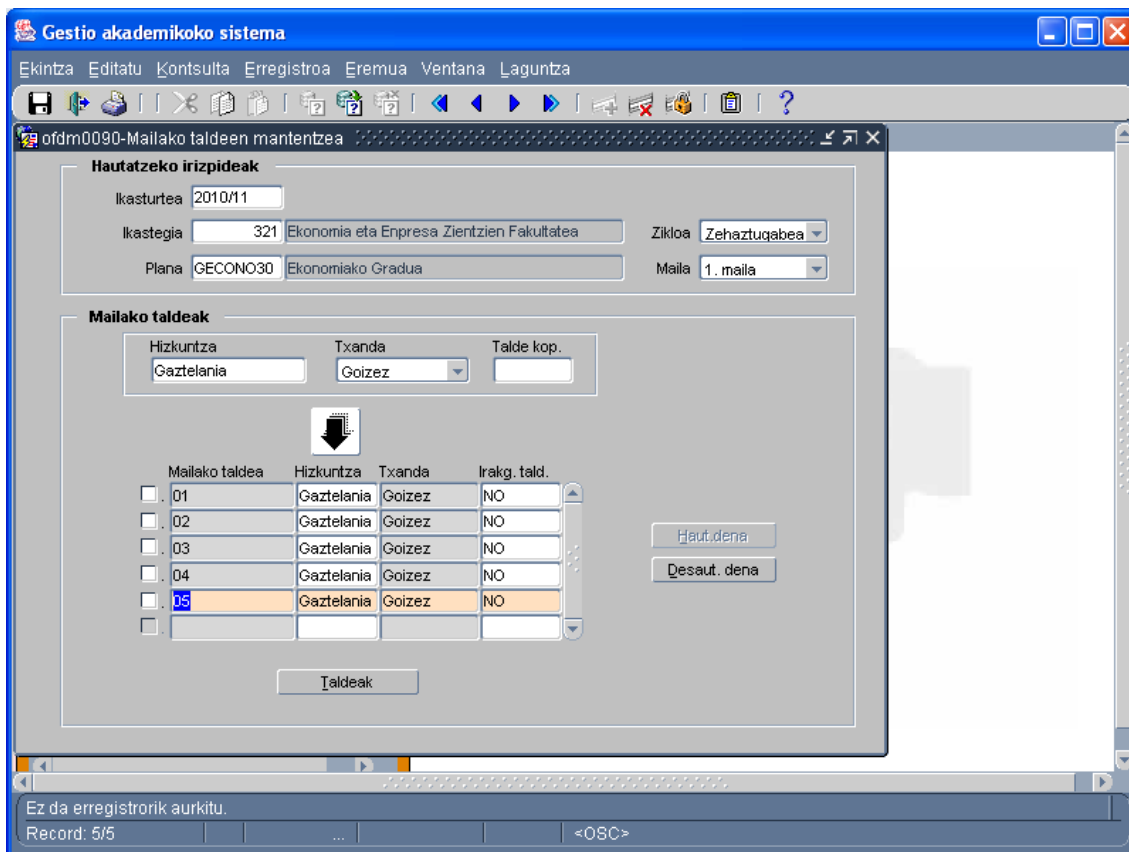 Gestio akademikoko sistema
Ekintza Editatu Kontsulta Erregistroa Eremua Ventana Laguntza
ofdm0090-Mailako taldeen mantentzea
Hautatzeko irizpideak
Ikasturtea 2010/11
Ikastegia 321 Ekonomia eta Enpresa Zientzien Fakultatea Zikloa Zehaztugabea
Plana GECONO30 Ekonomiako Gradua Maila 1. maila
Mailako taldeak
Hizkuntza Txanda Talde kop.
Gaztelania Goizez
Mailako taldea Hizkuntza Txanda Irakg. tald.
. 01 Gaztelania Goizez NO
. 02 Gaztelania Goizez NO
. 03 Gaztelania Goizez NO
. 04 Gaztelania Goizez NO
. 05 Gaztelania Goizez NO
.
Haut.dena
Desaut. dena
Taldeak
Ez da erregistrorik aurkitu.
Record: 5/5 ... <OSC>